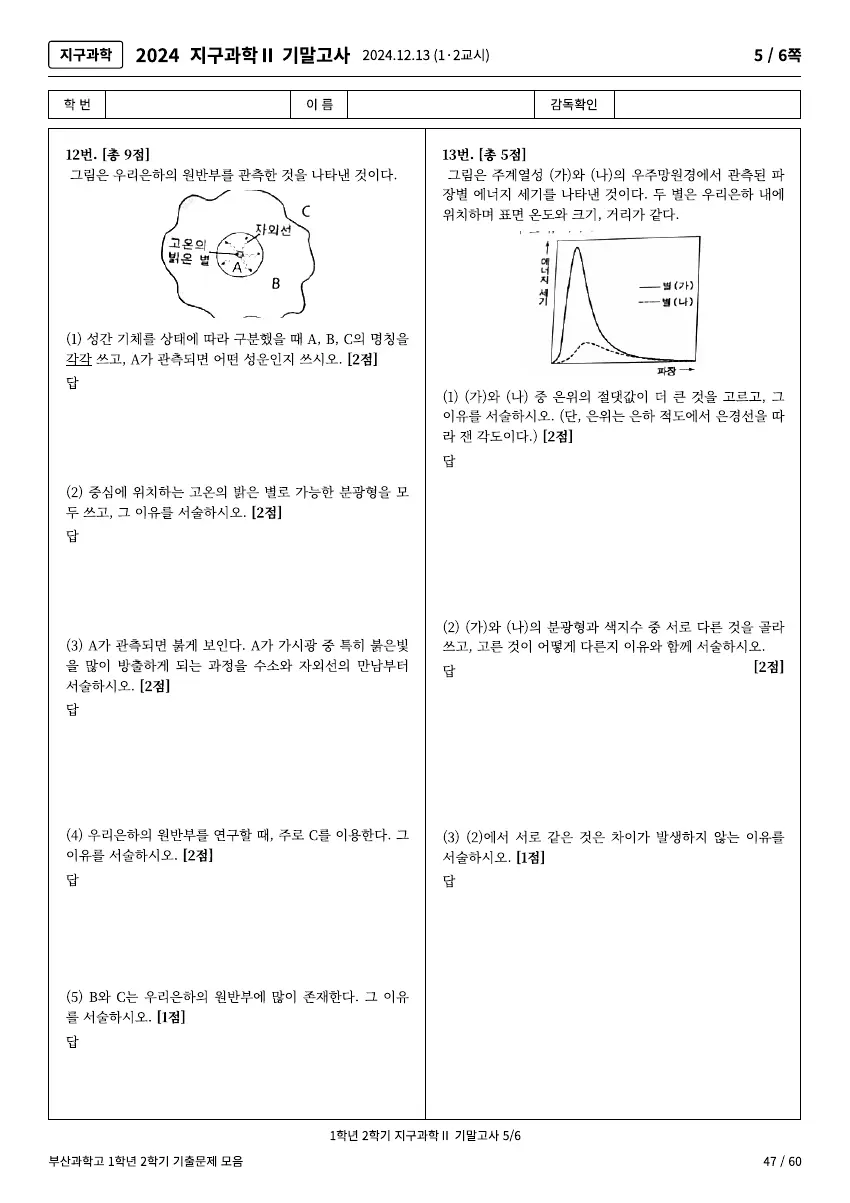 지구과학
2024 지구과학Ⅱ 기말고사 2024.12.13 (1·2교시)
5 / 6쪽
학 번
이 름
감독확인
12번. [총 9점]
그림은 우리은하의 원반부를 관측한 것을 나타낸 것이다.
C
자외선
고온의
밝은 별
A
B
(1) 성간 기체를 상태에 따라 구분했을 때 A, B, C의 명칭을
각각 쓰고, A가 관측되면 어떤 성운인지 쓰시오. [2점]
답
(2) 중심에 위치하는 고온의 밝은 별로 가능한 분광형을 모
두 쓰고, 그 이유를 서술하시오. [2점]
답
(3) A가 관측되면 붉게 보인다. A가 가시광 중 특히 붉은빛
을 많이 방출하게 되는 과정을 수소와 자외선의 만남부터
서술하시오. [2점]
답
(4) 우리은하의 원반부를 연구할 때, 주로 C를 이용한다. 그
이유를 서술하시오. [2점]
답
(5) B와 C는 우리은하의 원반부에 많이 존재한다. 그 이유
를 서술하시오. [1점]
답
13번. [총 5점]
그림은 주계열성 (가)와 (나)의 우주망원경에서 관측된 파
장별 에너지 세기를 나타낸 것이다. 두 별은 우리은하 내에
위치하며 표면 온도와 크기, 거리가 같다.
에너지 세기
별(가)
별(나)
파장
(1) (가)와 (나) 중 은위의 절댓값이 더 큰 것을 고르고, 그
이유를 서술하시오. (단, 은위는 은하 적도에서 은경선을 따
라 잰 각도이다.) [2점]
답
(2) (가)와 (나)의 분광형과 색지수 중 서로 다른 것을 골라
쓰고, 고른 것이 어떻게 다른지 이유와 함께 서술하시오.
[2점]
답
(3) (2)에서 서로 같은 것은 차이가 발생하지 않는 이유를
서술하시오. [1점]
답
1학년 2학기 지구과학Ⅱ 기말고사 5/6
부산과학고 1학년 2학기 기출문제 모음
47 / 60